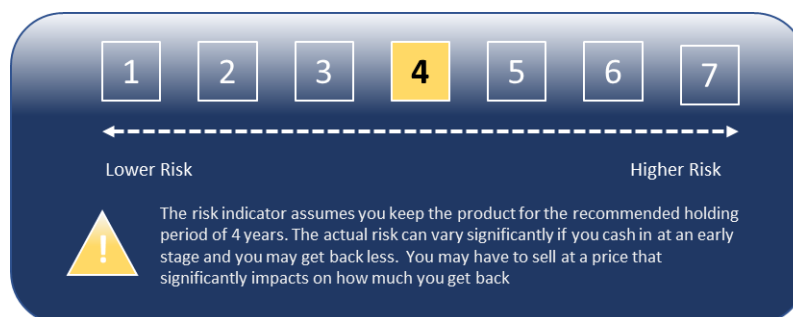 1 2 3 4 5 6 7
Lower Risk Higher Risk
!
The risk indicator assumes you keep the product for the recommended holding
period of 4 years. The actual risk can vary significantly if you cash in at an early
stage and you may get back less. You may have to sell at a price that
significantly impacts on how much you get back